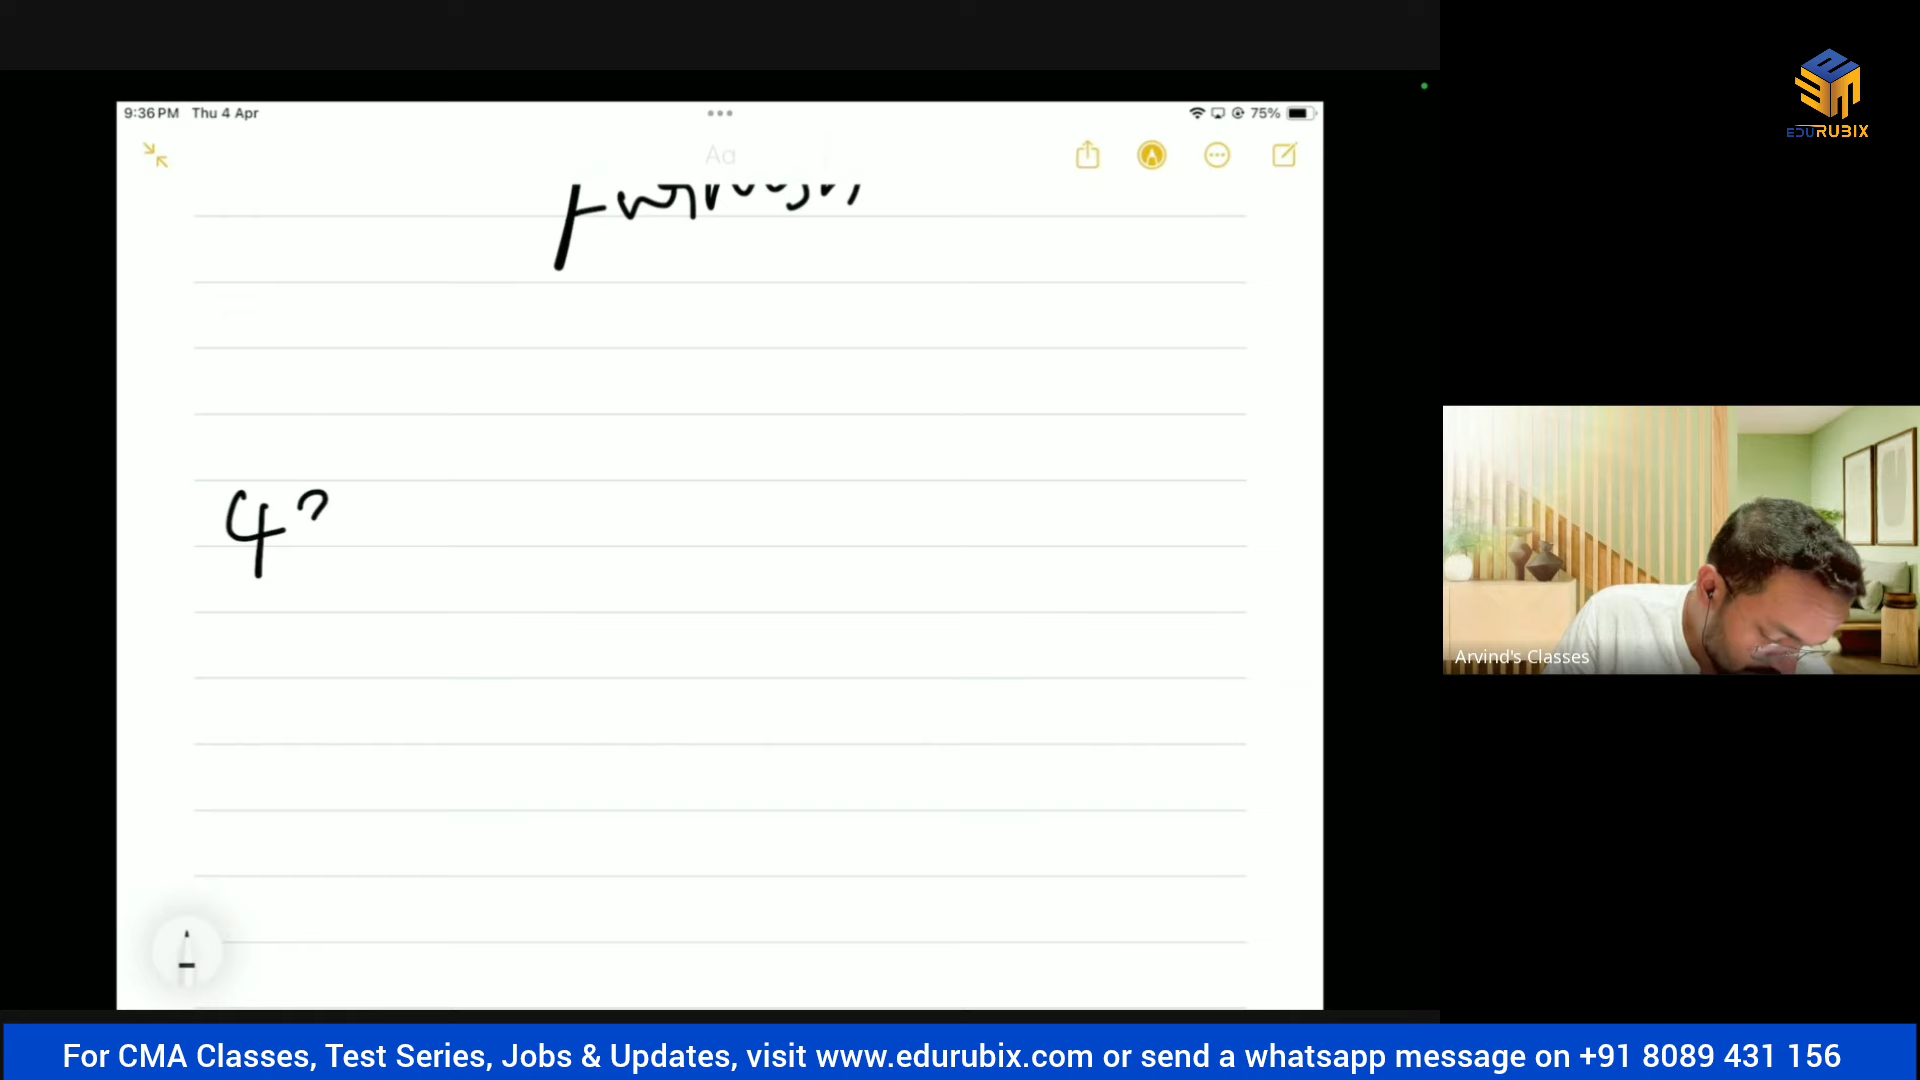 EDURUBIX
9:36 PM Thu 4 Apr
75%
Aa
4
Arvind's Classes
For CMA Classes, Test Series, Jobs & Updates, visit www.edurubix.com or send a whatsapp message on +91 8089 431 156